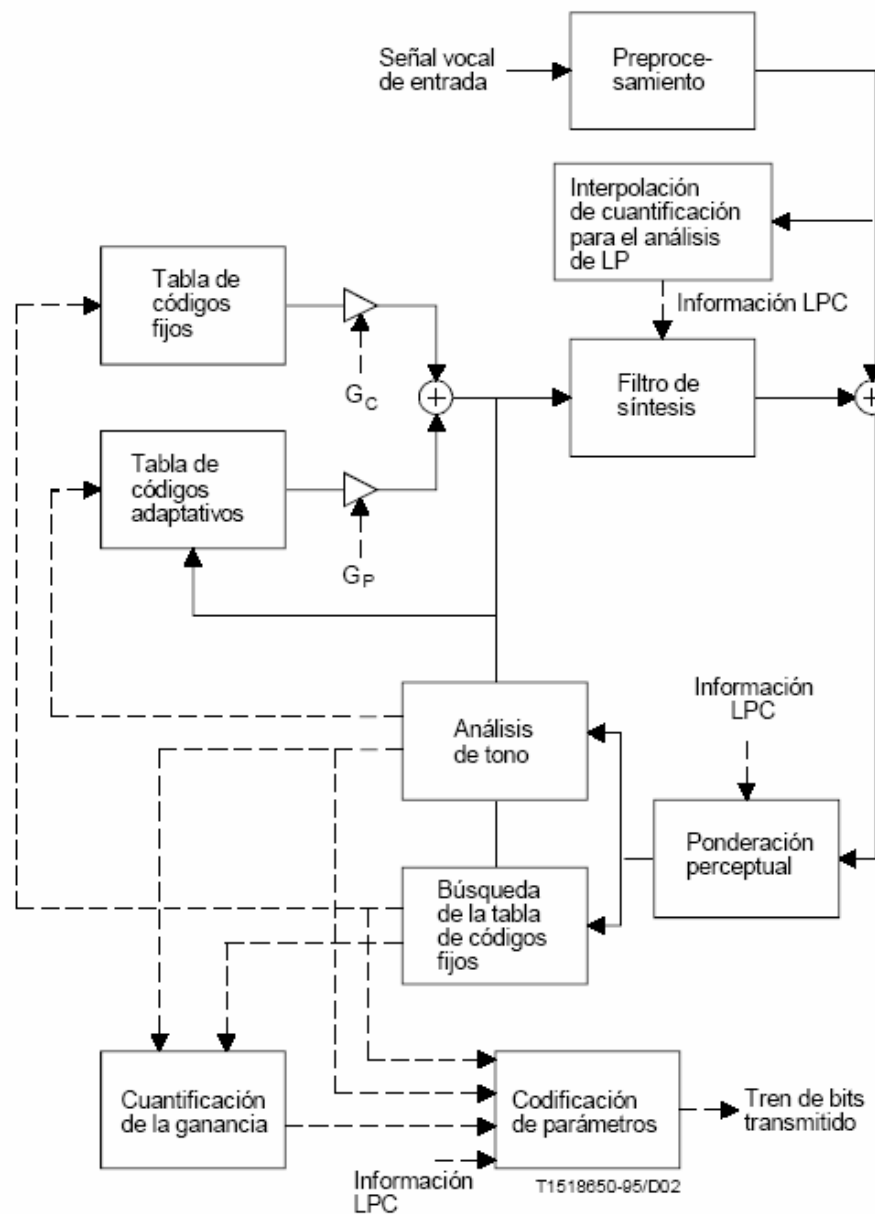 Señal vocal
de entrada
Preproce-
samiento
Interpolación
de cuantificación
para el análisis
de LP
Información LPC
Tabla de
códigos
fijos
G_C
Filtro de
síntesis
Tabla de
códigos
adaptativos
G_P
Información
LPC
Análisis
de tono
Ponderación
perceptual
Búsqueda
de la tabla
de códigos
fijos
Cuantificación
de la ganancia
Codificación
de parámetros
Tren de bits
transmitido
Información
LPC
T1518650-95/D02